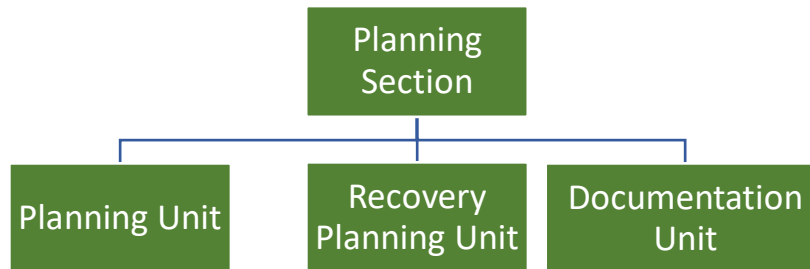 Planning
Section
Planning Unit
Recovery
Planning Unit
Documentation
Unit